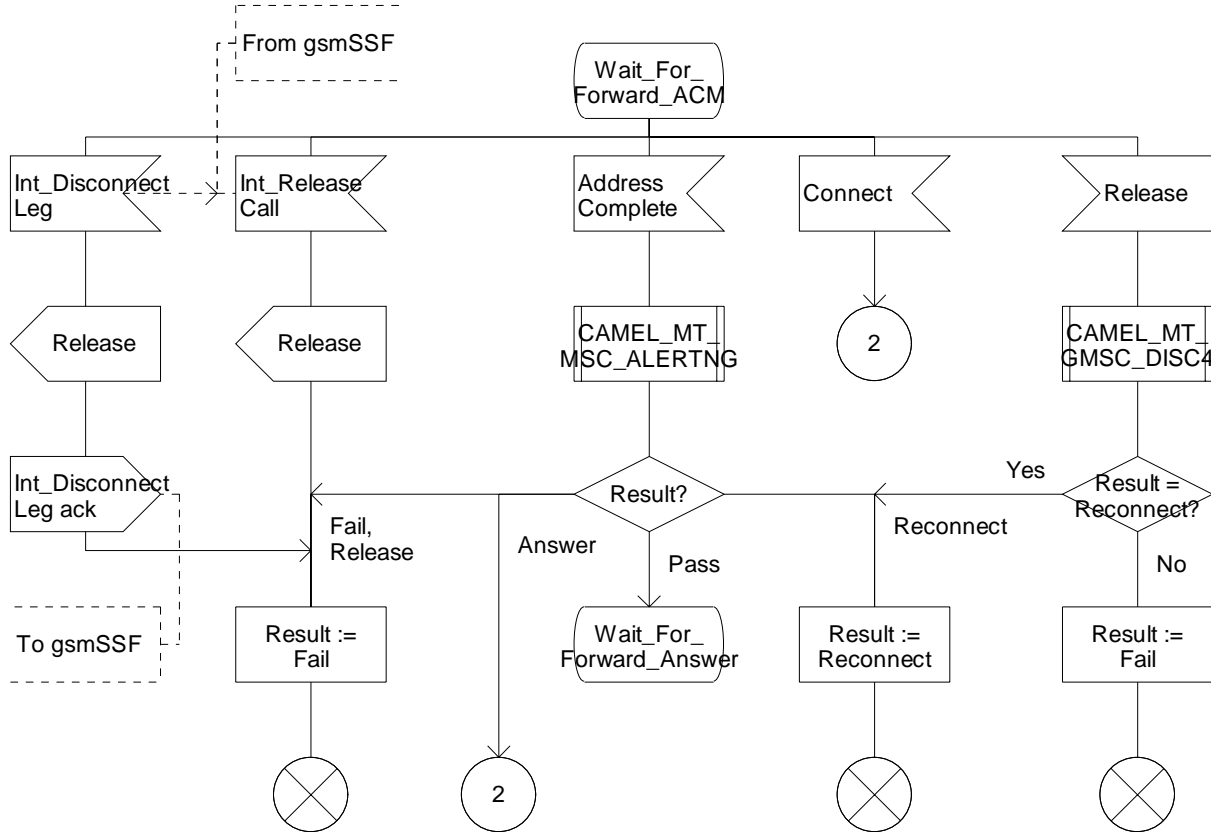 From gsmSSF
Wait_For_
Forward_ACM
Int_Disconnect
Leg
Int_Release
Call
Address
Complete
Connect
Release
Release
Release
CAMEL_MT_
MSC_ALERTNG
2
CAMEL_MT_
GMSC_DISC4
Int_Disconnect
Leg ack
Fail,
Release
Answer
Result?
Pass
Reconnect
Yes
Result =
Reconnect?
No
To gsmSSF
Result :=
Fail
Wait_For_
Forward_Answer
Result :=
Reconnect
Result :=
Fail
2